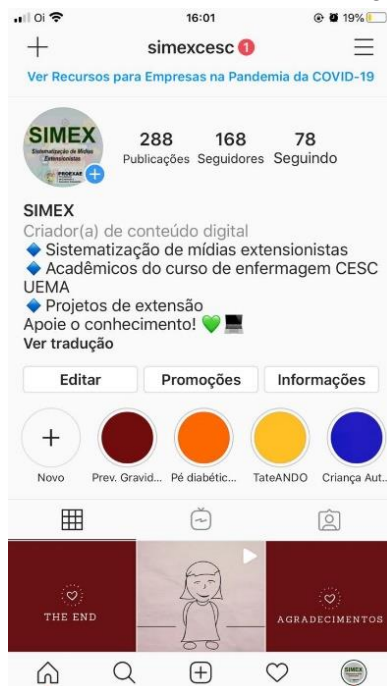 Oi 16:01 19%
simexcesc 1
Ver Recursos para Empresas na Pandemia da COVID-19
SIMEX
Sistematização de Mídias
Extensionistas
PROEXAE
288 168 78
Publicações Seguidores Seguindo
SIMEX
Criador(a) de conteúdo digital
Sistematização de mídias extensionistas
Acadêmicos do curso de enfermagem CESC
UEMA
Projetos de extensão
Apoie o conhecimento!
Ver tradução
Editar Promoções Informações
Novo Prev. Gravid... Pé diabétic... TateANDO Criança Aut...
THE END
AGRADECIMENTOS
SIMEX